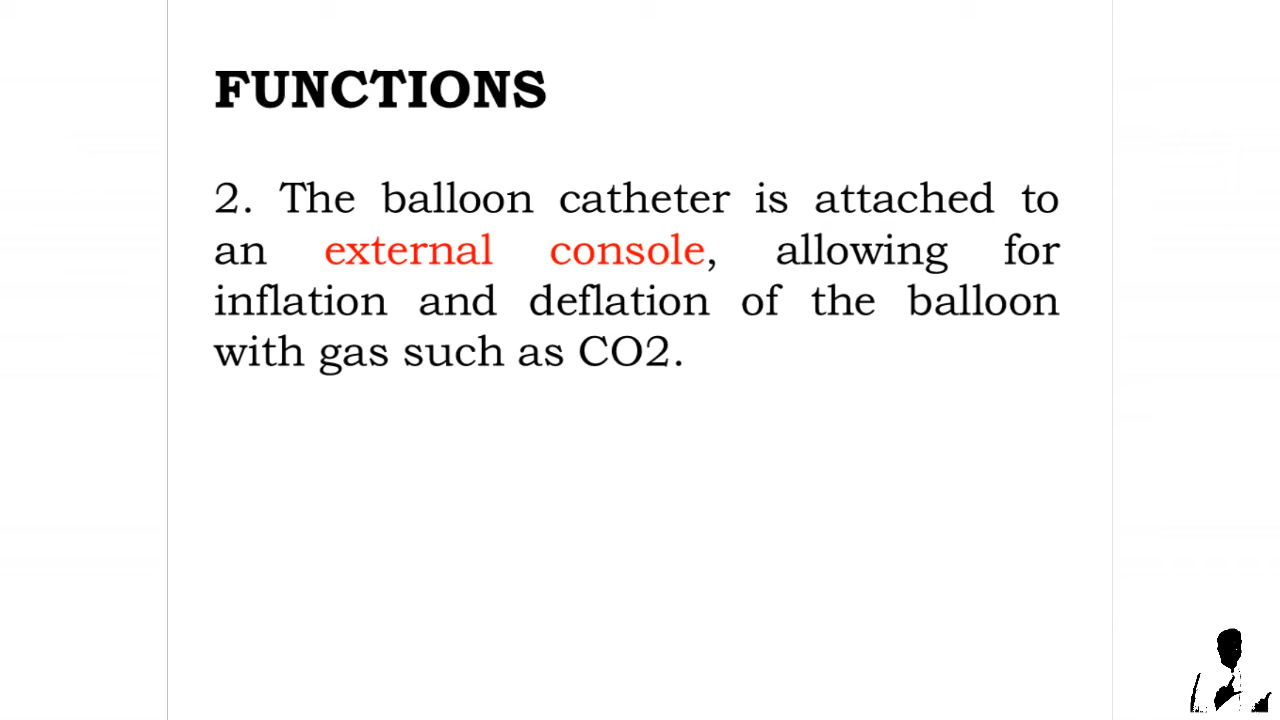 FUNCTIONS
2. The balloon catheter is attached to
an external console, allowing for
inflation and deflation of the balloon
with gas such as CO2.